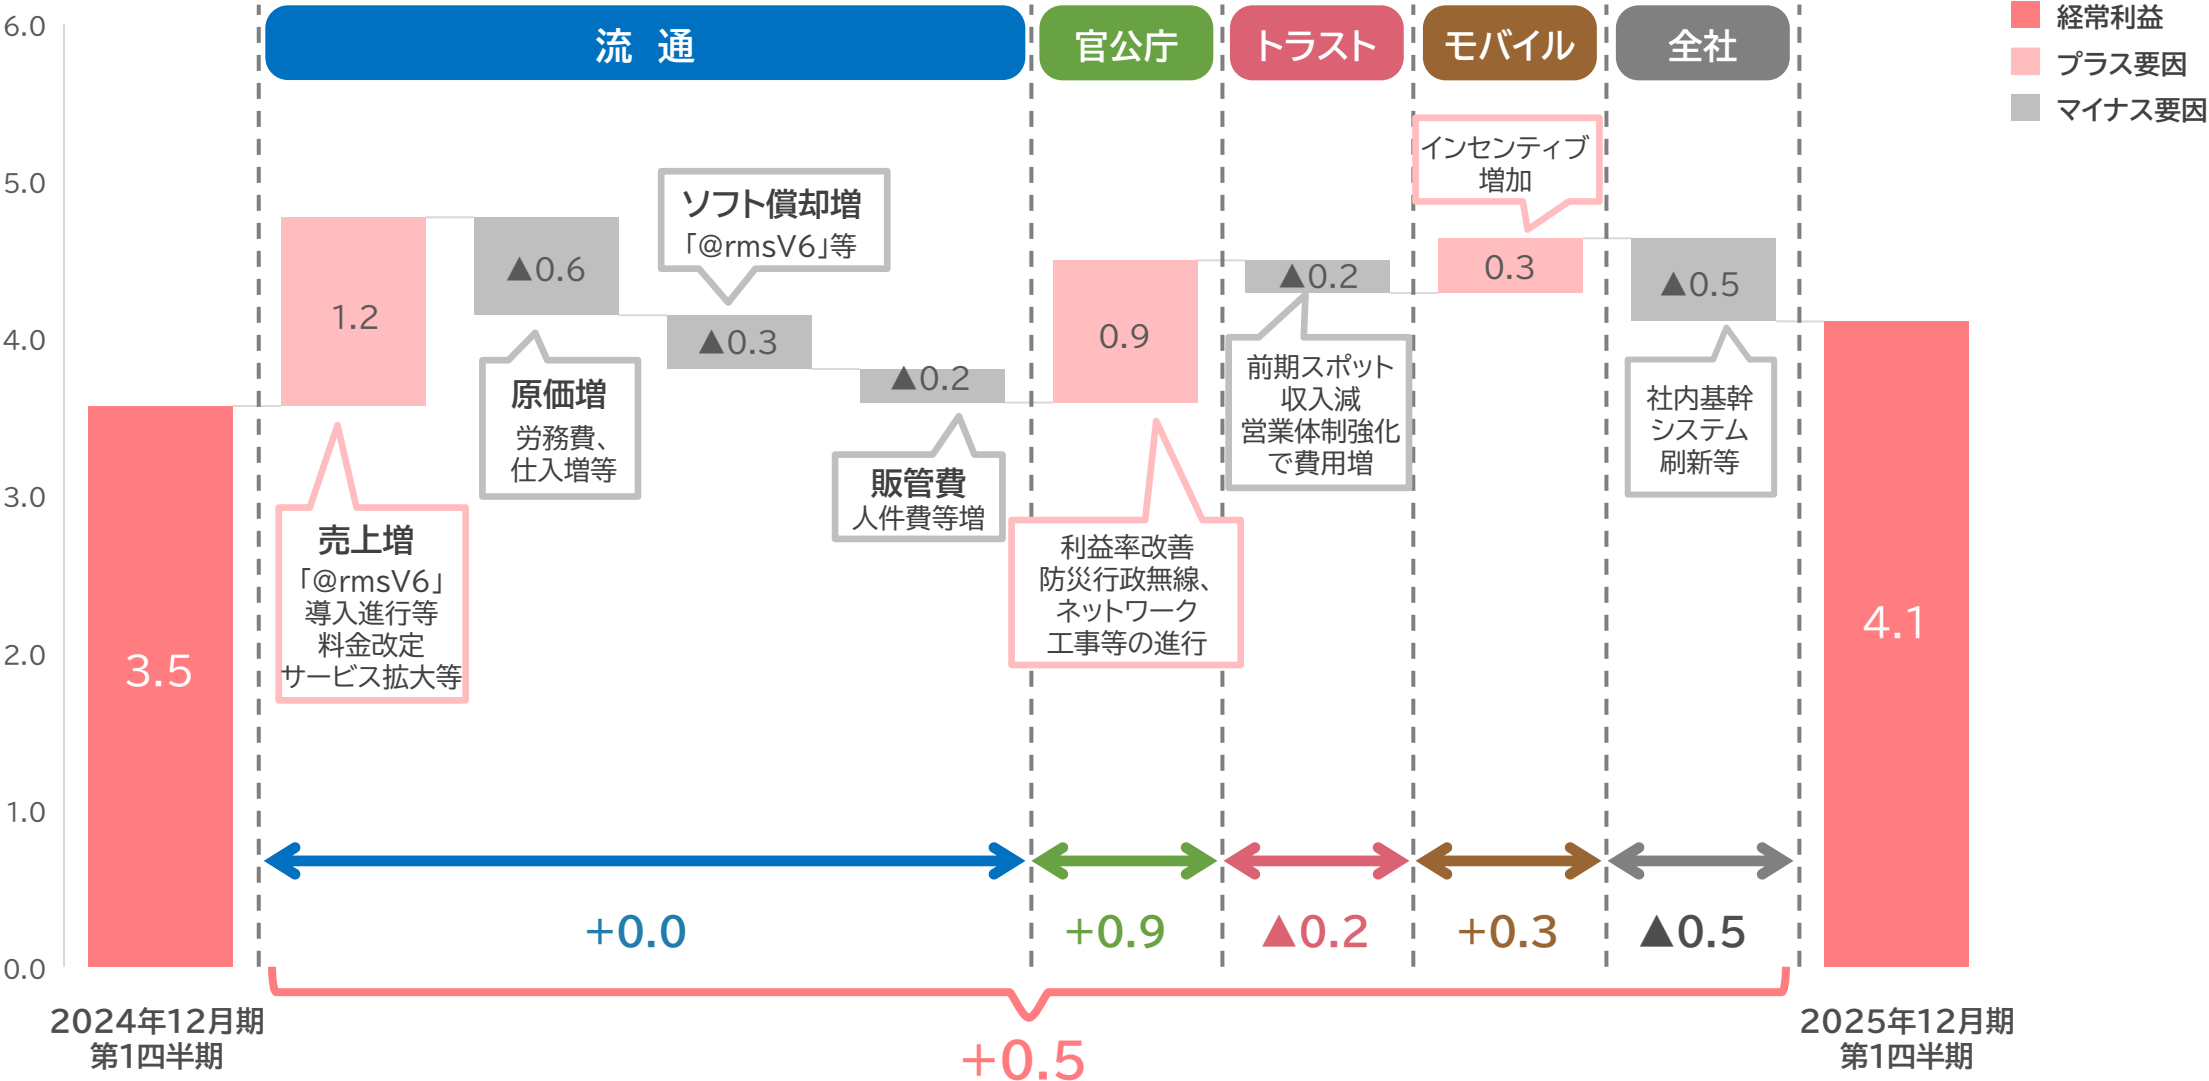 6.0
5.0
4.0
3.0
2.0
1.0
0.0
流 通
官公庁
トラスト
モバイル
全社
経常利益
プラス要因
マイナス要因
3.5
1.2
売上増
「@rmsV6」
導入進行等
料金改定
サービス拡大等
▲0.6
原価増
労務費、
仕入増等
ソフト償却増
「@rmsV6」等
▲0.3
▲0.2
販管費
人件費等増
0.9
利益率改善
防災行政無線、
ネットワーク
工事等の進行
▲0.2
前期スポット
収入減
営業体制強化
で費用増
インセンティブ
増加
0.3
▲0.5
社内基幹
システム
刷新等
4.1
+0.0
+0.9
▲0.2
+0.3
▲0.5
2024年12月期
第1四半期
+0.5
2025年12月期
第1四半期